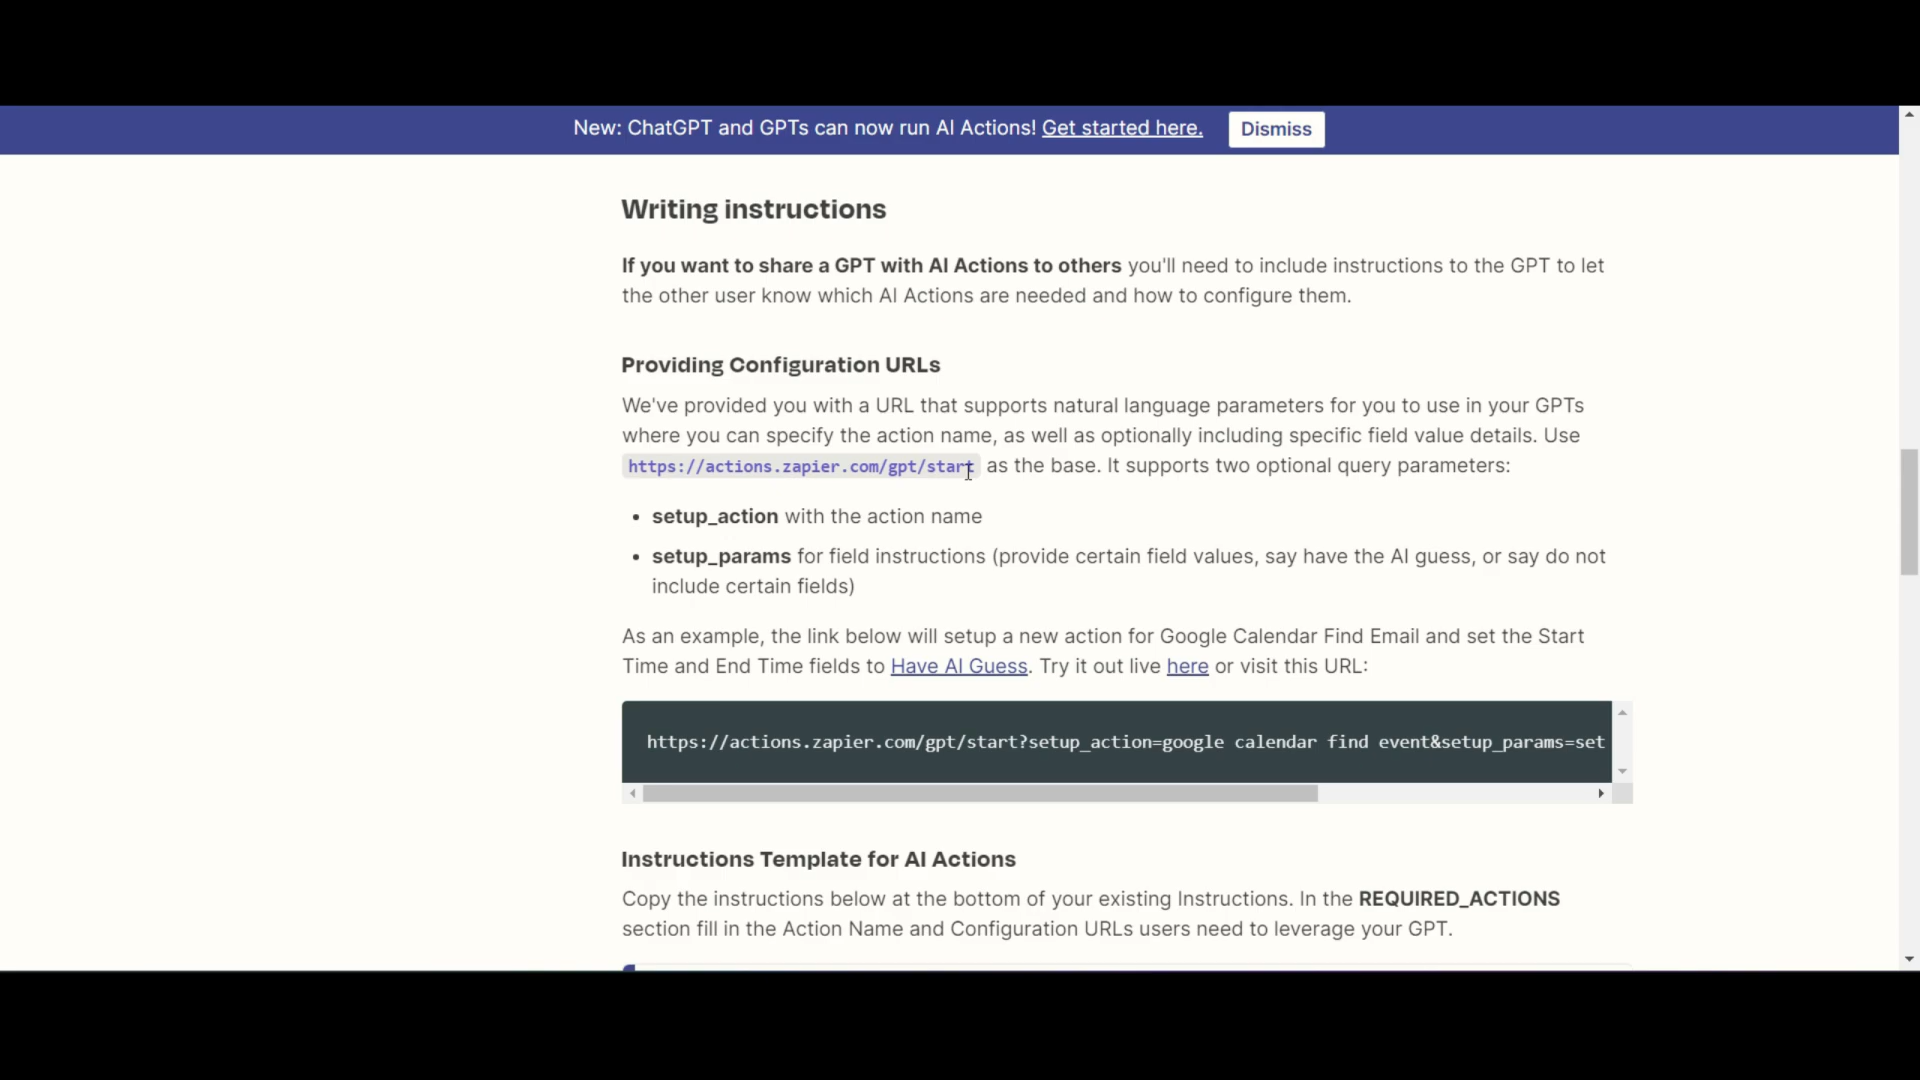 New: ChatGPT and GPTs can now run AI Actions! Get started here. Dismiss
Writing instructions
If you want to share a GPT with AI Actions to others you'll need to include instructions to the GPT to let
the other user know which AI Actions are needed and how to configure them.
Providing Configuration URLs
We've provided you with a URL that supports natural language parameters for you to use in your GPTs
where you can specify the action name, as well as optionally including specific field value details. Use
https://actions.zapier.com/gpt/start as the base. It supports two optional query parameters:
• setup_action with the action name
• setup_params for field instructions (provide certain field values, say have the AI guess, or say do not
include certain fields)
As an example, the link below will setup a new action for Google Calendar Find Email and set the Start
Time and End Time fields to Have AI Guess. Try it out live here or visit this URL:
https://actions.zapier.com/gpt/start?setup_action=google calendar find event&setup_params=set
Instructions Template for AI Actions
Copy the instructions below at the bottom of your existing Instructions. In the REQUIRED_ACTIONS
section fill in the Action Name and Configuration URLs users need to leverage your GPT.